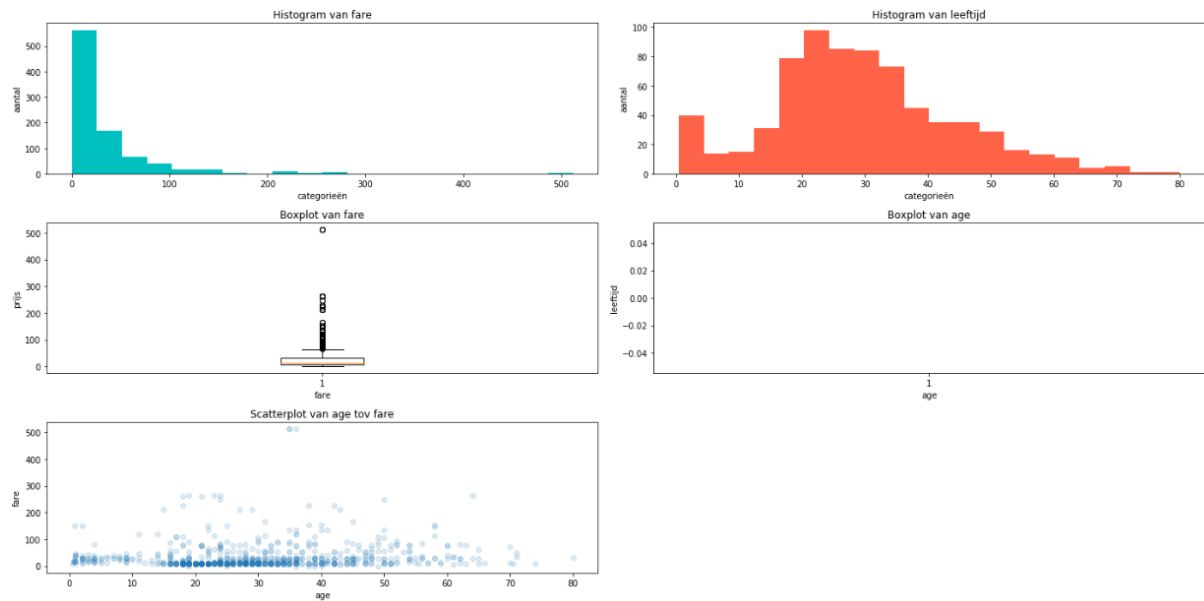 Histogram van fare
500
400
300
200
100
0
aantal
0 100 200 300 400 500
categorieën
Histogram van leeftijd
100
80
60
40
20
0
aantal
0 10 20 30 40 50 60 70 80
categorieën
Boxplot van fare
500
400
300
200
100
0
prijs
1
fare
Boxplot van age
0.04
0.02
0.00
−0.02
−0.04
leeftijd
1
age
Scatterplot van age tov fare
500
400
300
200
100
0
fare
0 10 20 30 40 50 60 70 80
age